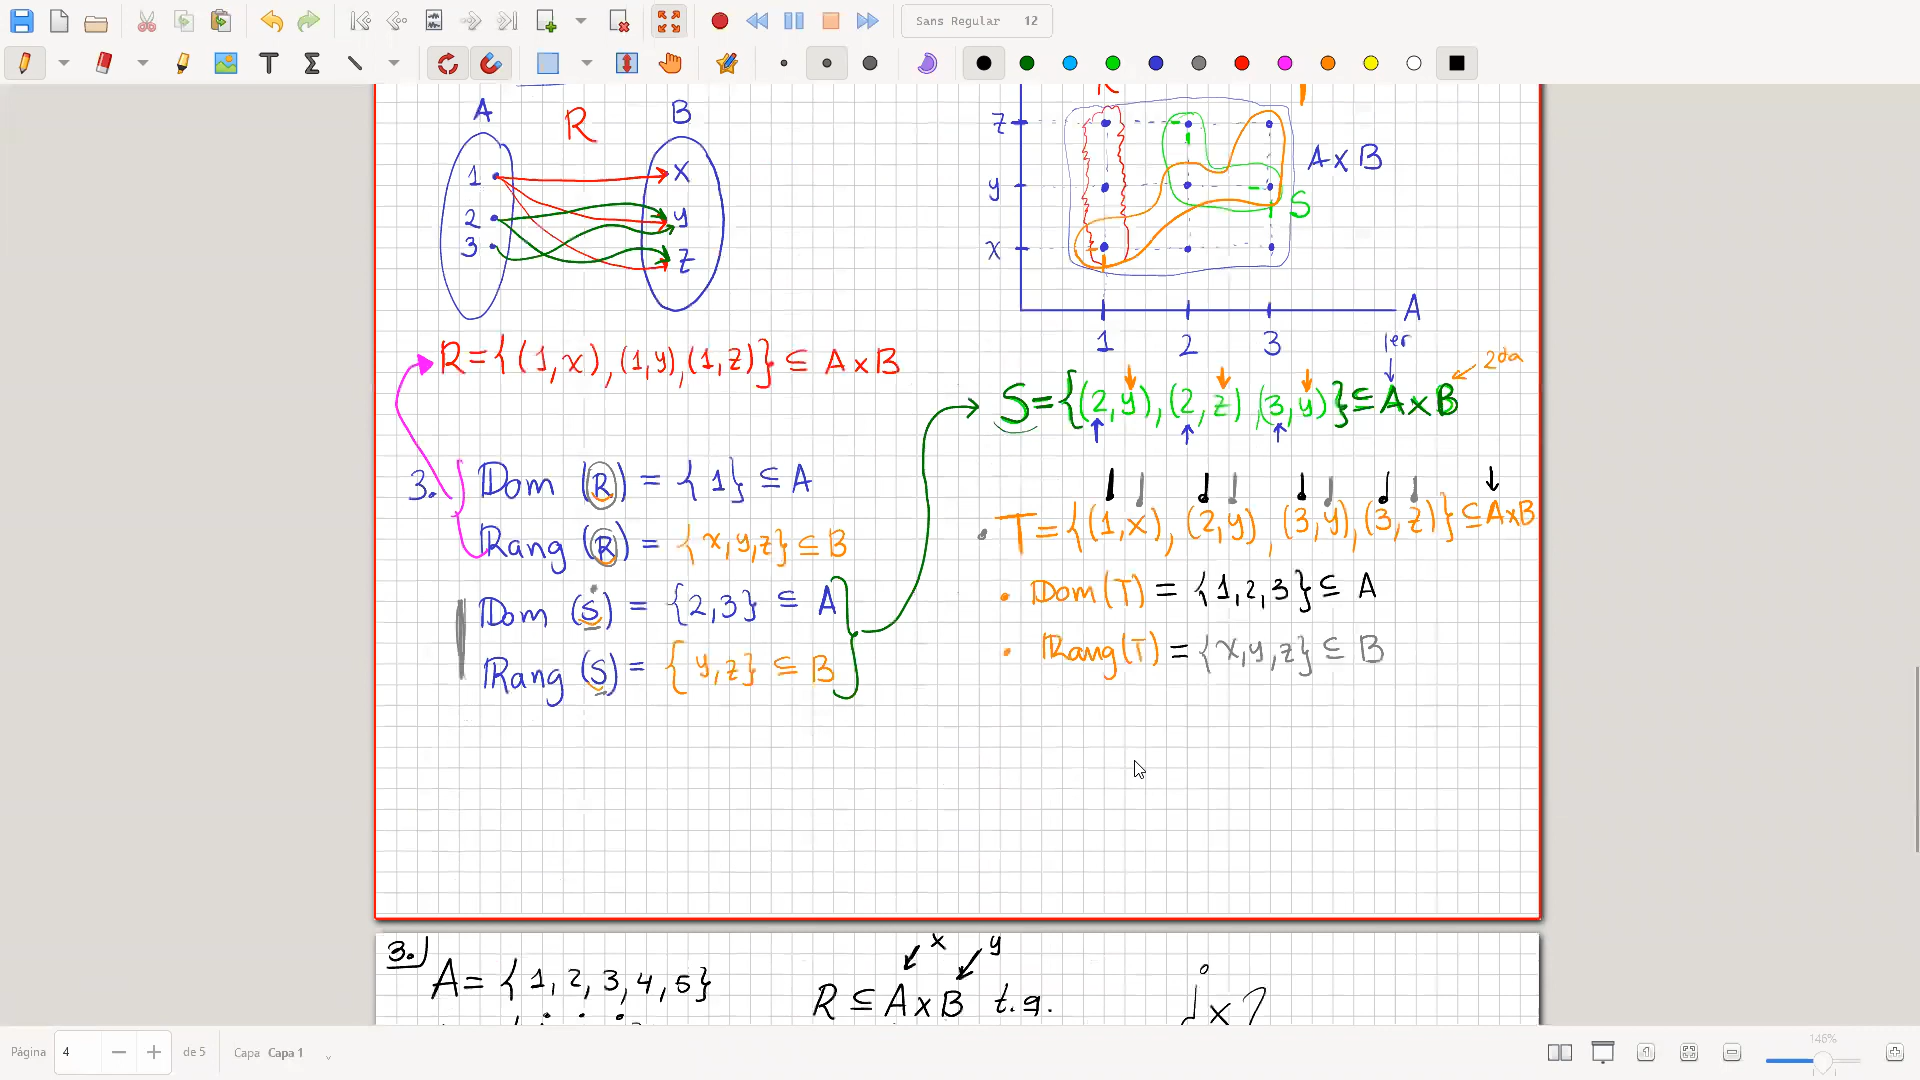 Sans Regular 12
A R B
1 x
2 y
3 z
R
z
y
x
A x B
S
A
1 2 3
1er
2da
R = {(1,x), (1,y), (1,z)} ⊆ A x B
S = {(2,y), (2,z), (3,y)} ⊆ A x B
3. Dom (R) = {1} ⊆ A
Rang (R) = {x,y,z} ⊆ B
Dom (S) = {2,3} ⊆ A
Rang (S) = {y,z} ⊆ B
• T = {(1,x), (2,y), (3,y), (3,z)} ⊆ AxB
• Dom(T) = {1,2,3} ⊆ A
• Rang(T) = {x,y,z} ⊆ B
3.) A = {1, 2, 3, 4, 5}
x y
R ⊆ A x B t.q.
x?
Página 4 de 5 Capa Capa 1
146%